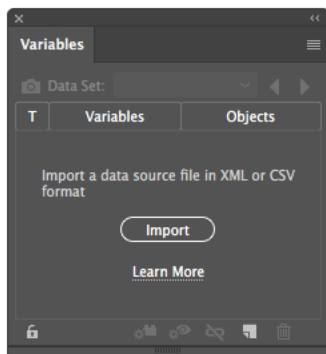 Variables
Data Set:
T Variables Objects
Import a data source file in XML or CSV
format
Import
Learn More